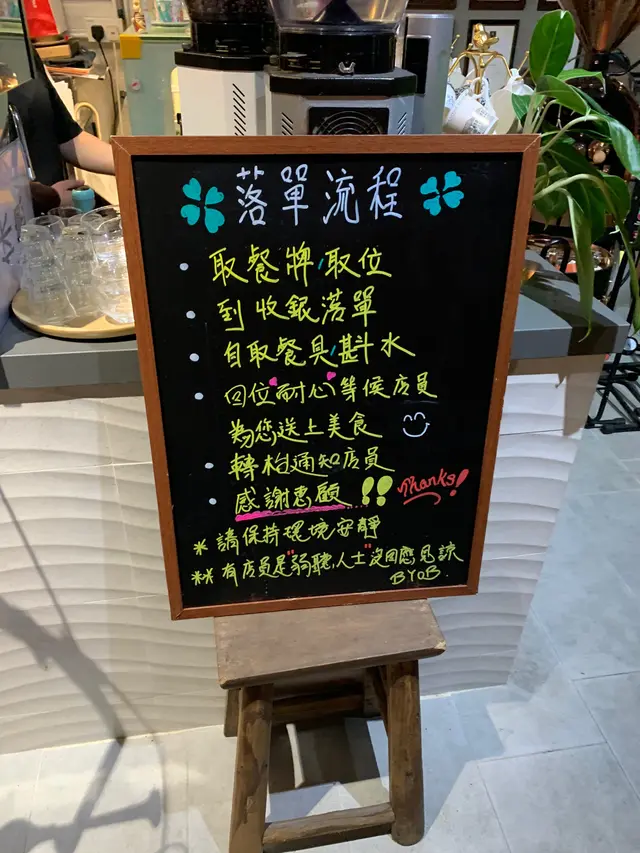 落單流程
• 取餐牌,取位
• 到收銀落單
• 自取餐具,斟水
• 回位"耐心"等候店員
為您送上美食
• 轉枱通知店員
• 感謝惠顧!! Thanks!
* 請保持環境安靜
** 有店員是"弱聽"人士 沒回應見諒
BYOB.